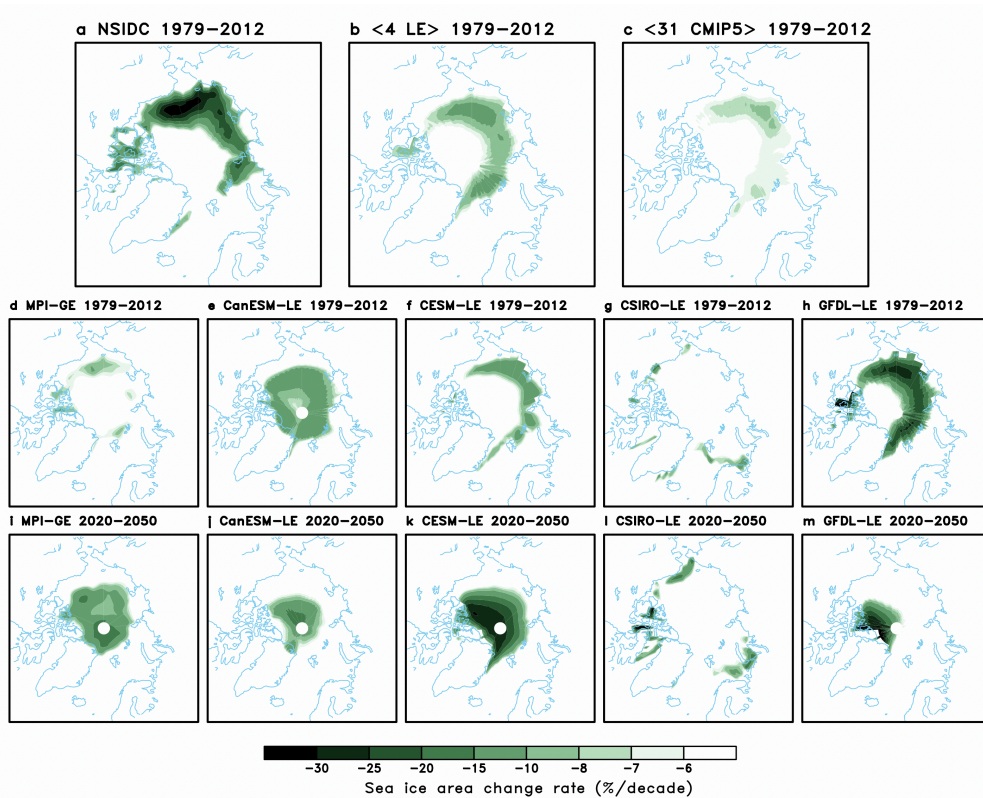 a NSIDC 1979-2012
b <4 LE> 1979-2012
c <31 CMIP5> 1979-2012
d MPI-GE 1979-2012
e CanESM-LE 1979-2012
f CESM-LE 1979-2012
g CSIRO-LE 1979-2012
h GFDL-LE 1979-2012
i MPI-GE 2020-2050
j CanESM-LE 2020-2050
k CESM-LE 2020-2050
l CSIRO-LE 2020-2050
m GFDL-LE 2020-2050
-30 -25 -20 -15 -10 -8 -7 -6
Sea ice area change rate (%/decade)